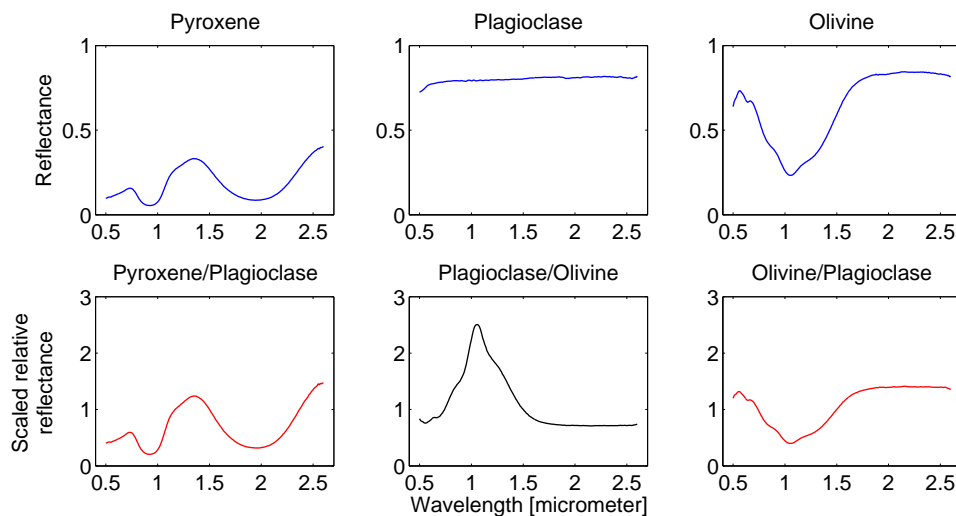 Pyroxene
Plagioclase
Olivine
Reflectance
1
0.5
0
0.5 1 1.5 2 2.5
1
0.5
0
0.5 1 1.5 2 2.5
1
0.5
0
0.5 1 1.5 2 2.5
Pyroxene/Plagioclase
Plagioclase/Olivine
Olivine/Plagioclase
Scaled relative
reflectance
3
2
1
0
0.5 1 1.5 2 2.5
3
2
1
0
0.5 1 1.5 2 2.5
3
2
1
0
0.5 1 1.5 2 2.5
Wavelength [micrometer]